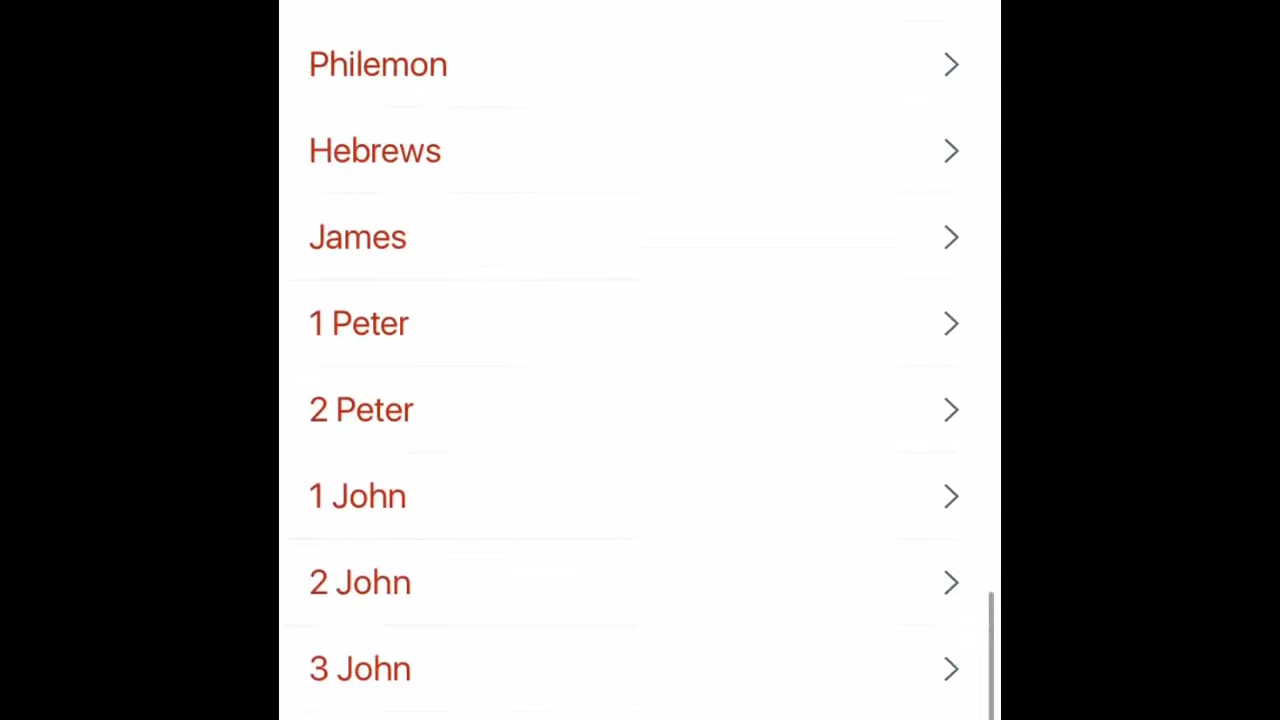 Philemon
Hebrews
James
1 Peter
2 Peter
1 John
2 John
3 John